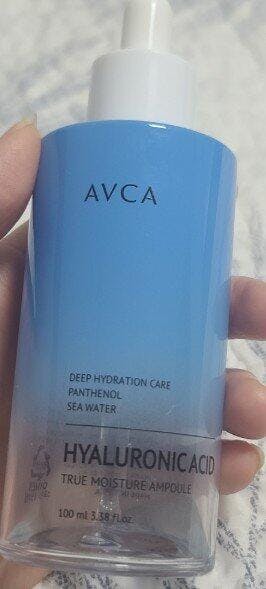 AVCA
DEEP HYDRATION CARE
PANTHENOL
SEA WATER
HYALURONIC ACID
TRUE MOISTURE AMPOULE
100 ml 3.38 fl.oz.